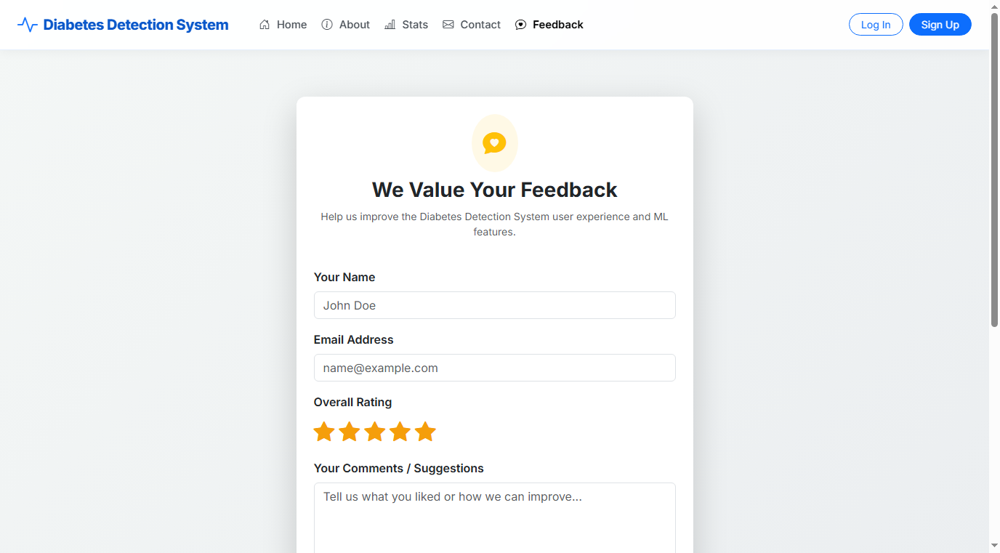 Diabetes Detection System
Home
About
Stats
Contact
Feedback
Log In
Sign Up
We Value Your Feedback
Help us improve the Diabetes Detection System user experience and ML
features.
Your Name
John Doe
Email Address
name@example.com
Overall Rating
Your Comments / Suggestions
Tell us what you liked or how we can improve...